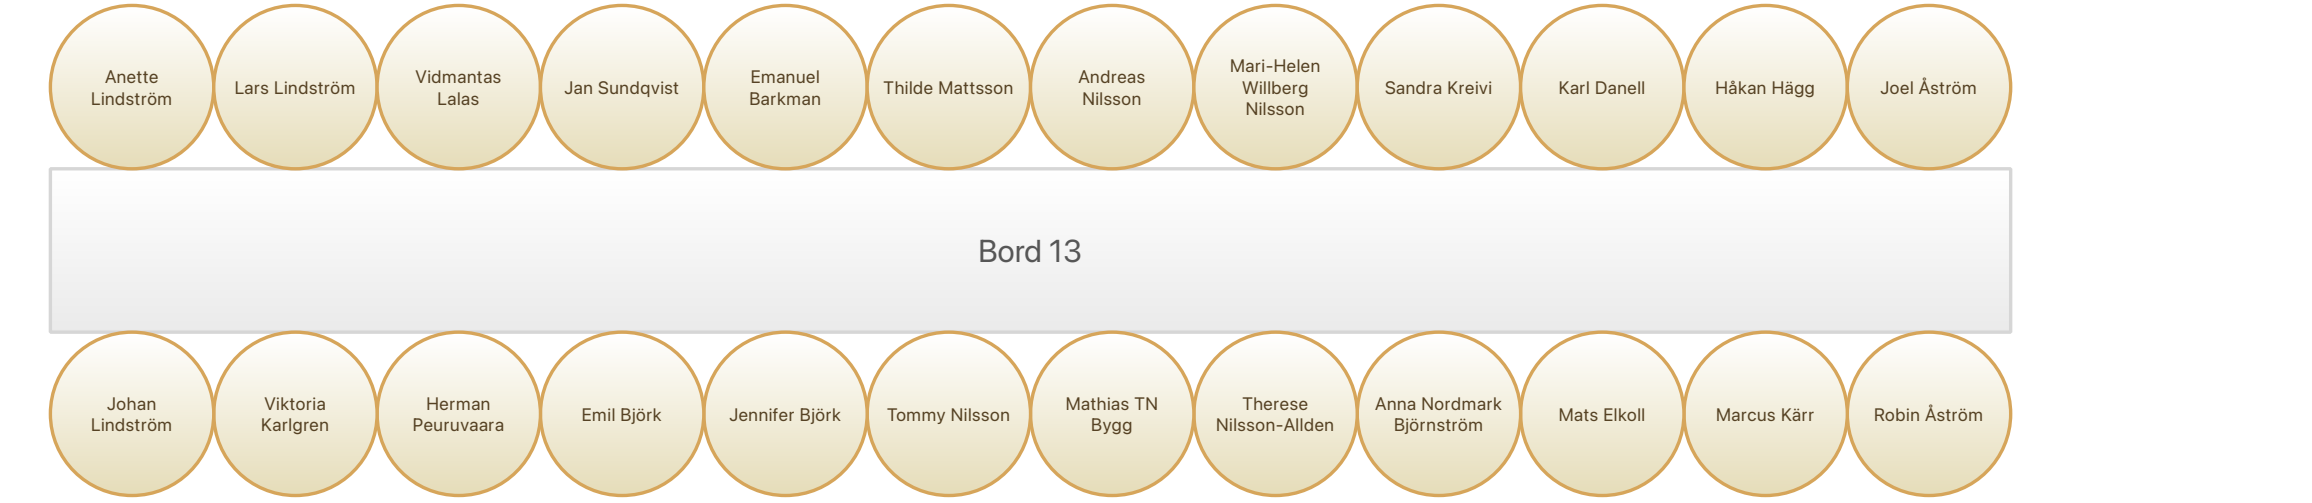 Anette
Lindström
Lars Lindström
Vidmantas
Lalas
Jan Sundqvist
Emanuel
Barkman
Thilde Mattsson
Andreas
Nilsson
Mari-Helen
Willberg
Nilsson
Sandra Kreivi
Karl Danell
Håkan Hägg
Joel Åström
Bord 13
Johan
Lindström
Viktoria
Karlgren
Herman
Peuruvaara
Emil Björk
Jennifer Björk
Tommy Nilsson
Mathias TN
Bygg
Therese
Nilsson-Allden
Anna Nordmark
Björnström
Mats Elkoll
Marcus Kärr
Robin Åström